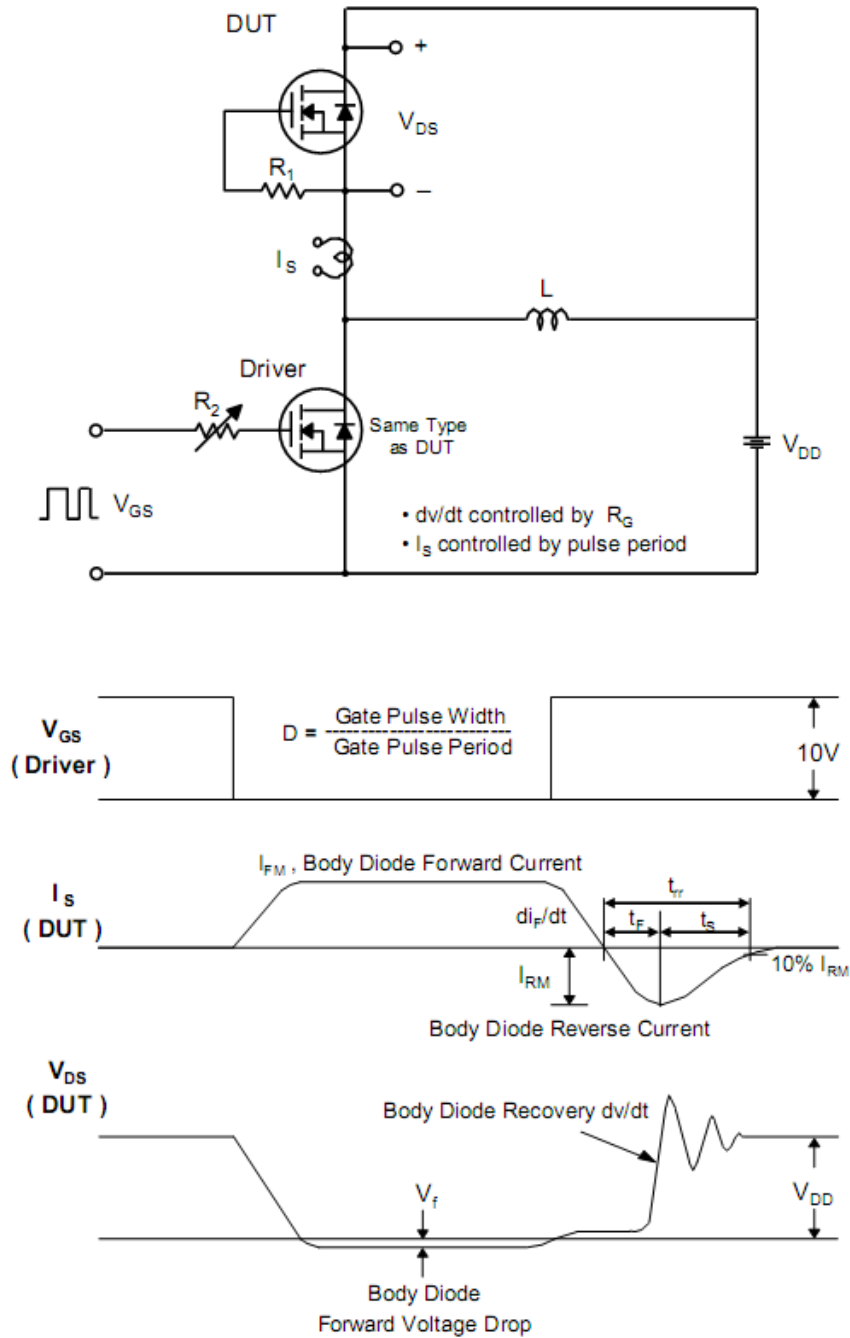 DUT
+
V_DS
R_1
–
I_S
L
Driver
R_2
Same Type
as DUT
V_DD
V_GS
• dv/dt controlled by R_G
• I_S controlled by pulse period
V_GS
( Driver )
D = Gate Pulse Width
Gate Pulse Period
10V
I_FM , Body Diode Forward Current
I_S
( DUT )
di_F/dt
t_rr
t_F
t_S
I_RM
10% I_RM
Body Diode Reverse Current
V_DS
( DUT )
Body Diode Recovery dv/dt
V_f
V_DD
Body Diode
Forward Voltage Drop